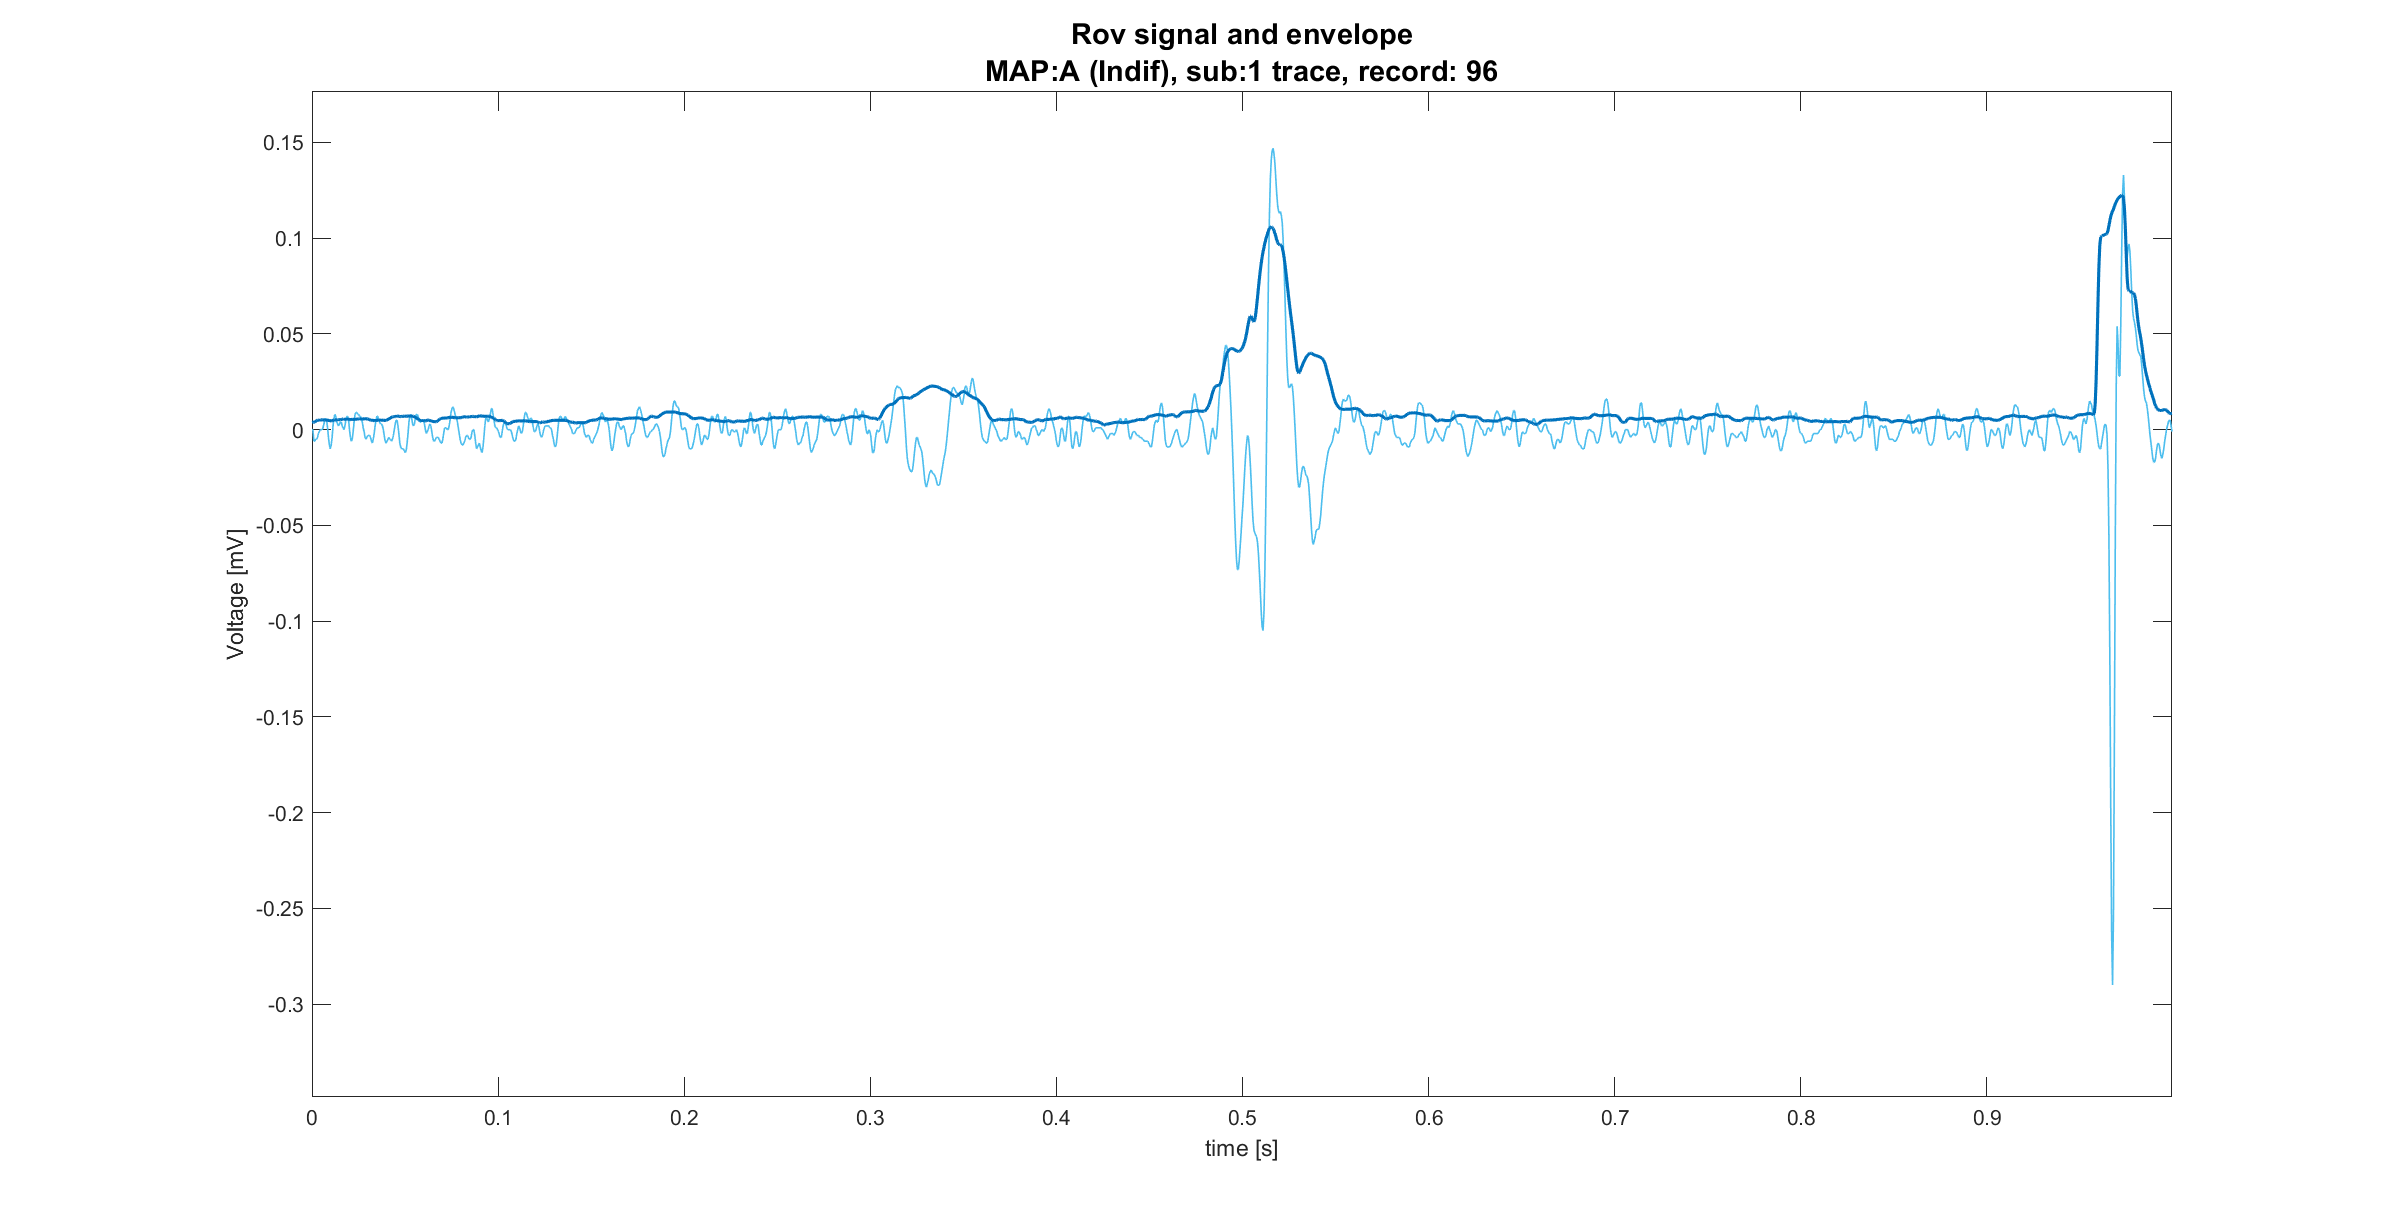 Rov signal and envelope
MAP:A (Indif), sub:1 trace, record: 96
0.15
0.1
0.05
0
-0.05
-0.1
-0.15
-0.2
-0.25
-0.3
Voltage [mV]
0 0.1 0.2 0.3 0.4 0.5 0.6 0.7 0.8 0.9
time [s]